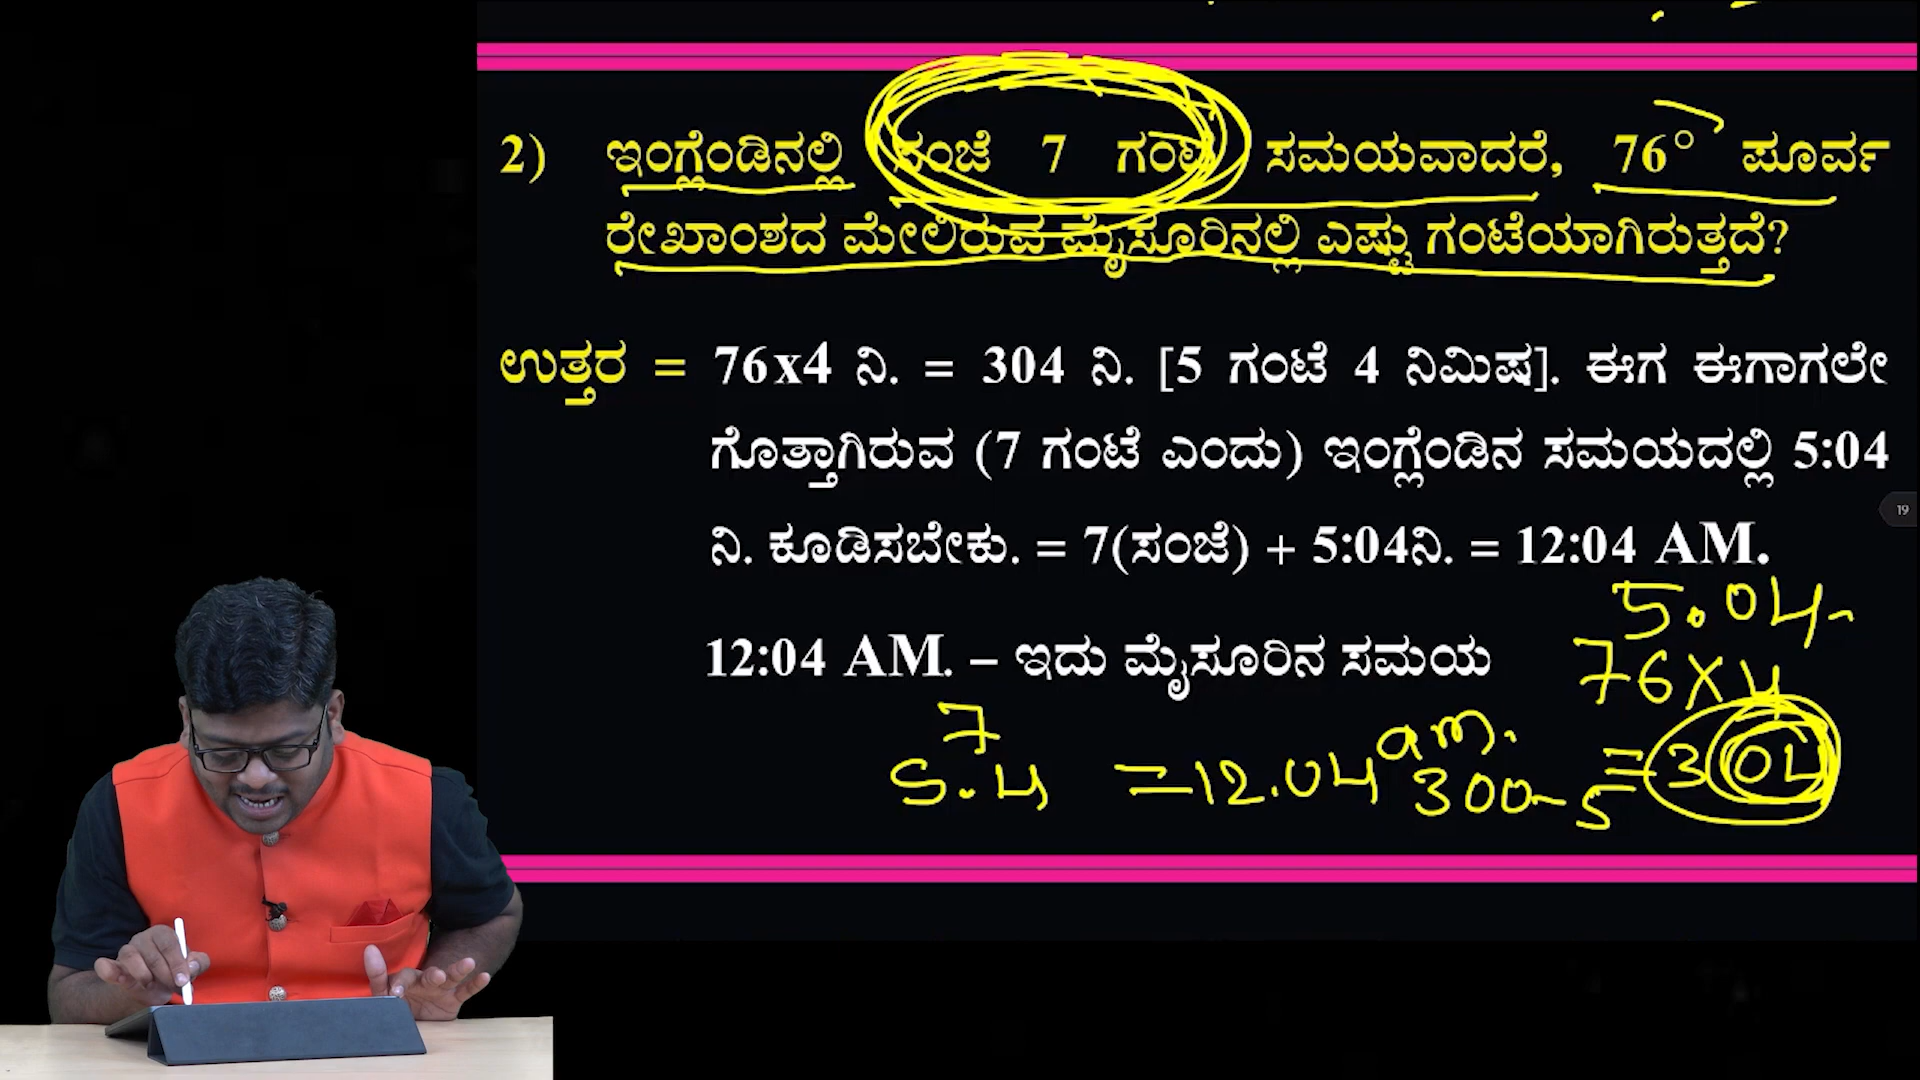 2) ಇಂಗ್ಲೆಂಡಿನಲ್ಲಿ ಸಂಜೆ 7 ಗಂಟೆ ಸಮಯವಾದರೆ, 76° ಪೂರ್ವ
ರೇಖಾಂಶದ ಮೇಲಿರುವ ಮೈಸೂರಿನಲ್ಲಿ ಎಷ್ಟು ಗಂಟೆಯಾಗಿರುತ್ತದೆ?
ಉತ್ತರ = 76x4 ನಿ. = 304 ನಿ. [5 ಗಂಟೆ 4 ನಿಮಿಷ]. ಈಗ ಈಗಾಗಲೇ
ಗೊತ್ತಾಗಿರುವ (7 ಗಂಟೆ ಎಂದು) ಇಂಗ್ಲೆಂಡಿನ ಸಮಯದಲ್ಲಿ 5:04
19
ನಿ. ಕೂಡಿಸಬೇಕು. = 7(ಸಂಜೆ) + 5:04ನಿ. = 12:04 AM.
5.04
12:04 AM. – ಇದು ಮೈಸೂರಿನ ಸಮಯ
76x4
7
5.4 =12.04 am.
300-5 =304